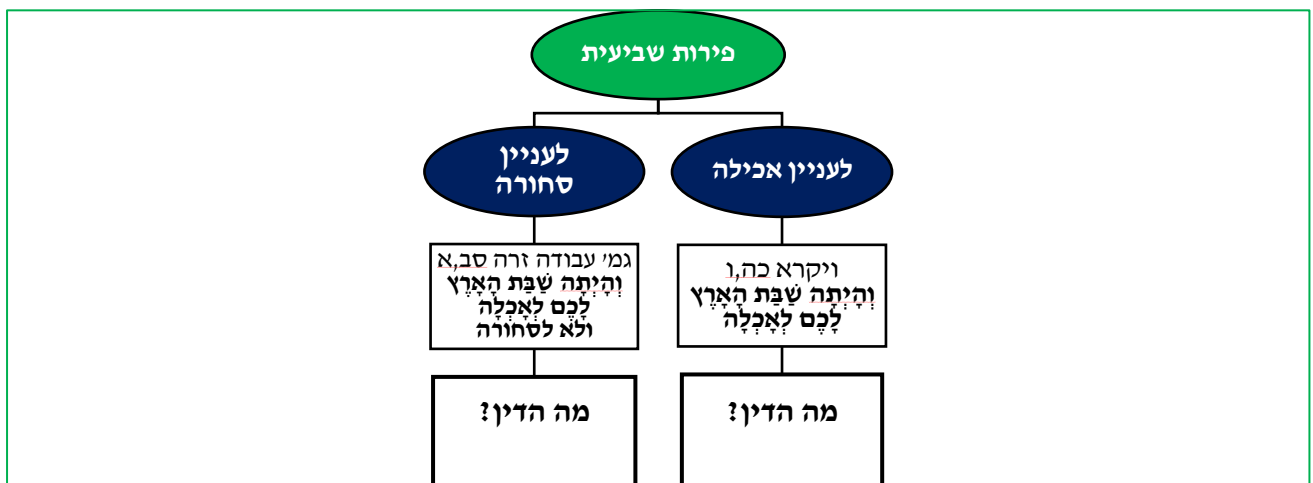 פירות שביעית
לעניין אכילה
לעניין
סחורה
ויקרא כה,ו
וְהָיְתָה שַׁבַּת הָאָרֶץ
לָכֶם לְאָכְלָה
גמ' עבודה זרה סב,א
וְהָיְתָה שַׁבַּת הָאָרֶץ
לָכֶם לְאָכְלָה
ולא לסחורה
מה הדין?
מה הדין?